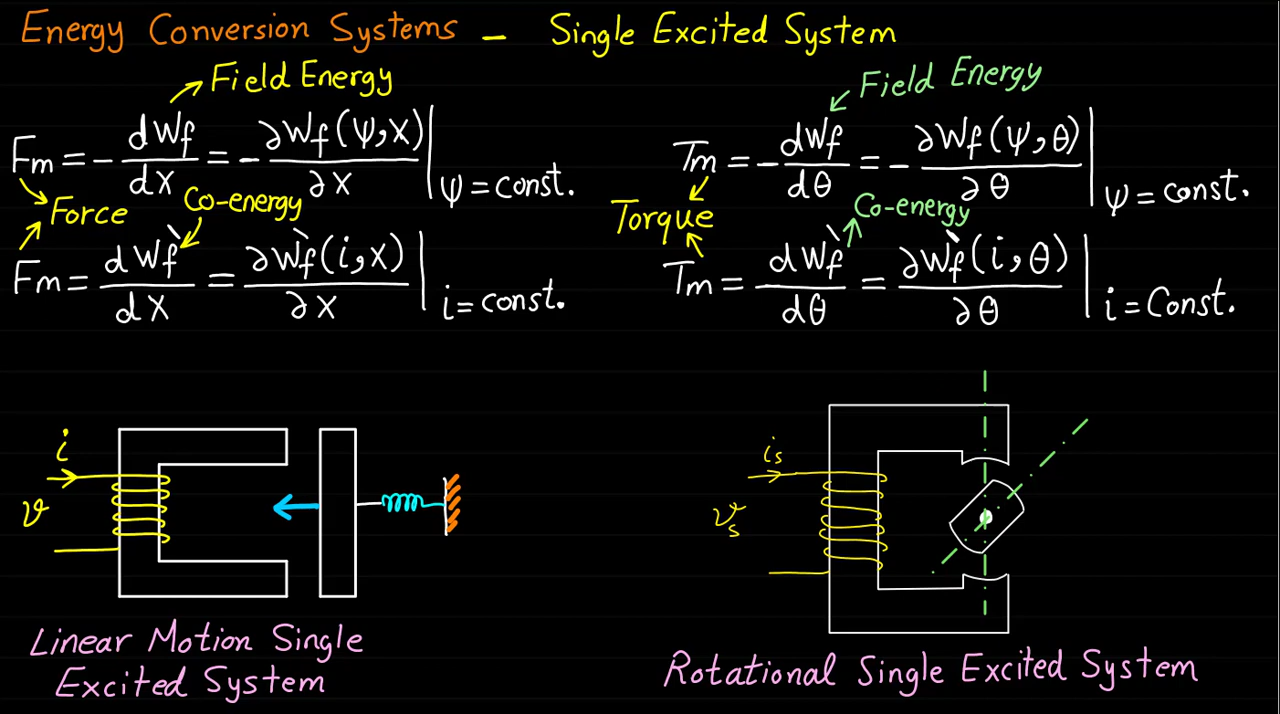 Energy Conversion Systems - Single Excited System
Field Energy
Fm = - dWf/dx = - ∂Wf(ψ,x)/∂x | ψ = const.
Force
Co-energy
Fm = dWf`/dx = ∂Wf`(i,x)/∂x | i = const.
Field Energy
Tm = - dWf/dθ = - ∂Wf(ψ,θ)/∂θ | ψ = const.
Torque
Co-energy
Tm = dWf`/dθ = ∂Wf`(i,θ)/∂θ | i = Const.
i
v
Linear Motion Single
Excited System
is
vs
Rotational Single Excited System